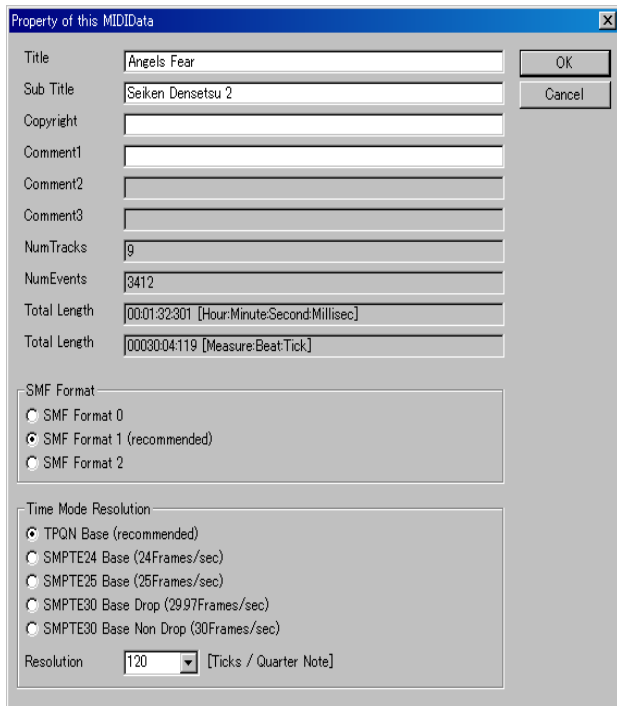 Property of this MIDIData
Title Angels Fear OK
Sub Title Seiken Densetsu 2 Cancel
Copyright
Comment1
Comment2
Comment3
NumTracks 9
NumEvents 3412
Total Length 00:01:32:301 [Hour:Minute:Second:Millisec]
Total Length 00030:04:119 [Measure:Beat:Tick]
SMF Format
SMF Format 0
SMF Format 1 (recommended)
SMF Format 2
Time Mode Resolution
TPQN Base (recommended)
SMPTE24 Base (24Frames/sec)
SMPTE25 Base (25Frames/sec)
SMPTE30 Base Drop (29.97Frames/sec)
SMPTE30 Base Non Drop (30Frames/sec)
Resolution 120 [Ticks / Quarter Note]